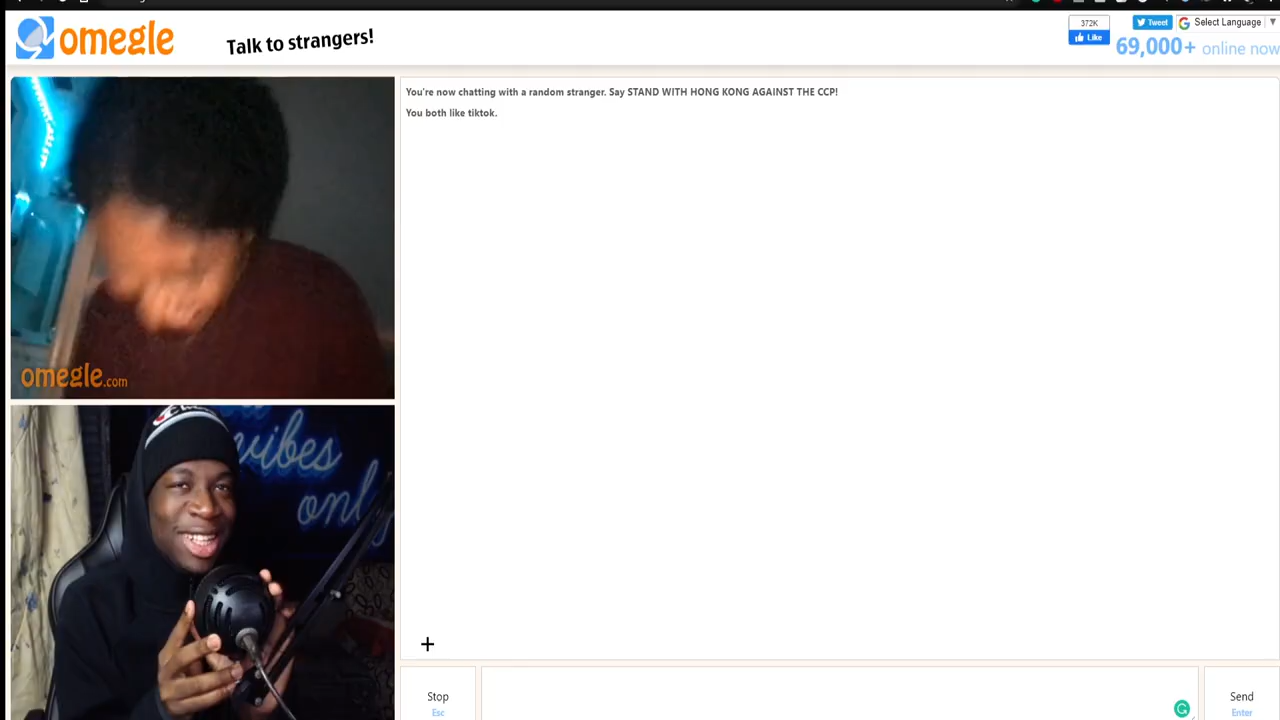 omegle
Talk to strangers!
372K
Like
Tweet
Select Language
69,000+ online now
You're now chatting with a random stranger. Say STAND WITH HONG KONG AGAINST THE CCP!
You both like tiktok.
omegle.com
vibes
only
Stop
Esc
Send
Enter